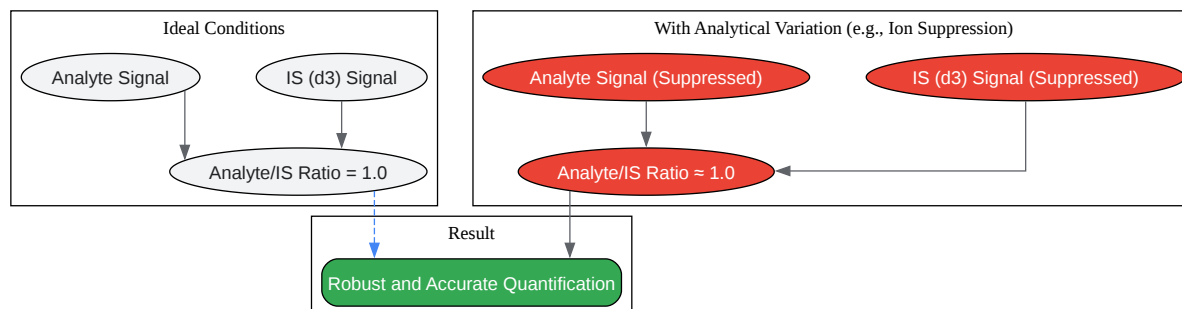 Ideal Conditions
Analyte Signal
IS (d3) Signal
Analyte/IS Ratio = 1.0
With Analytical Variation (e.g., Ion Suppression)
Analyte Signal (Suppressed)
IS (d3) Signal (Suppressed)
Analyte/IS Ratio ≈ 1.0
Result
Robust and Accurate Quantification